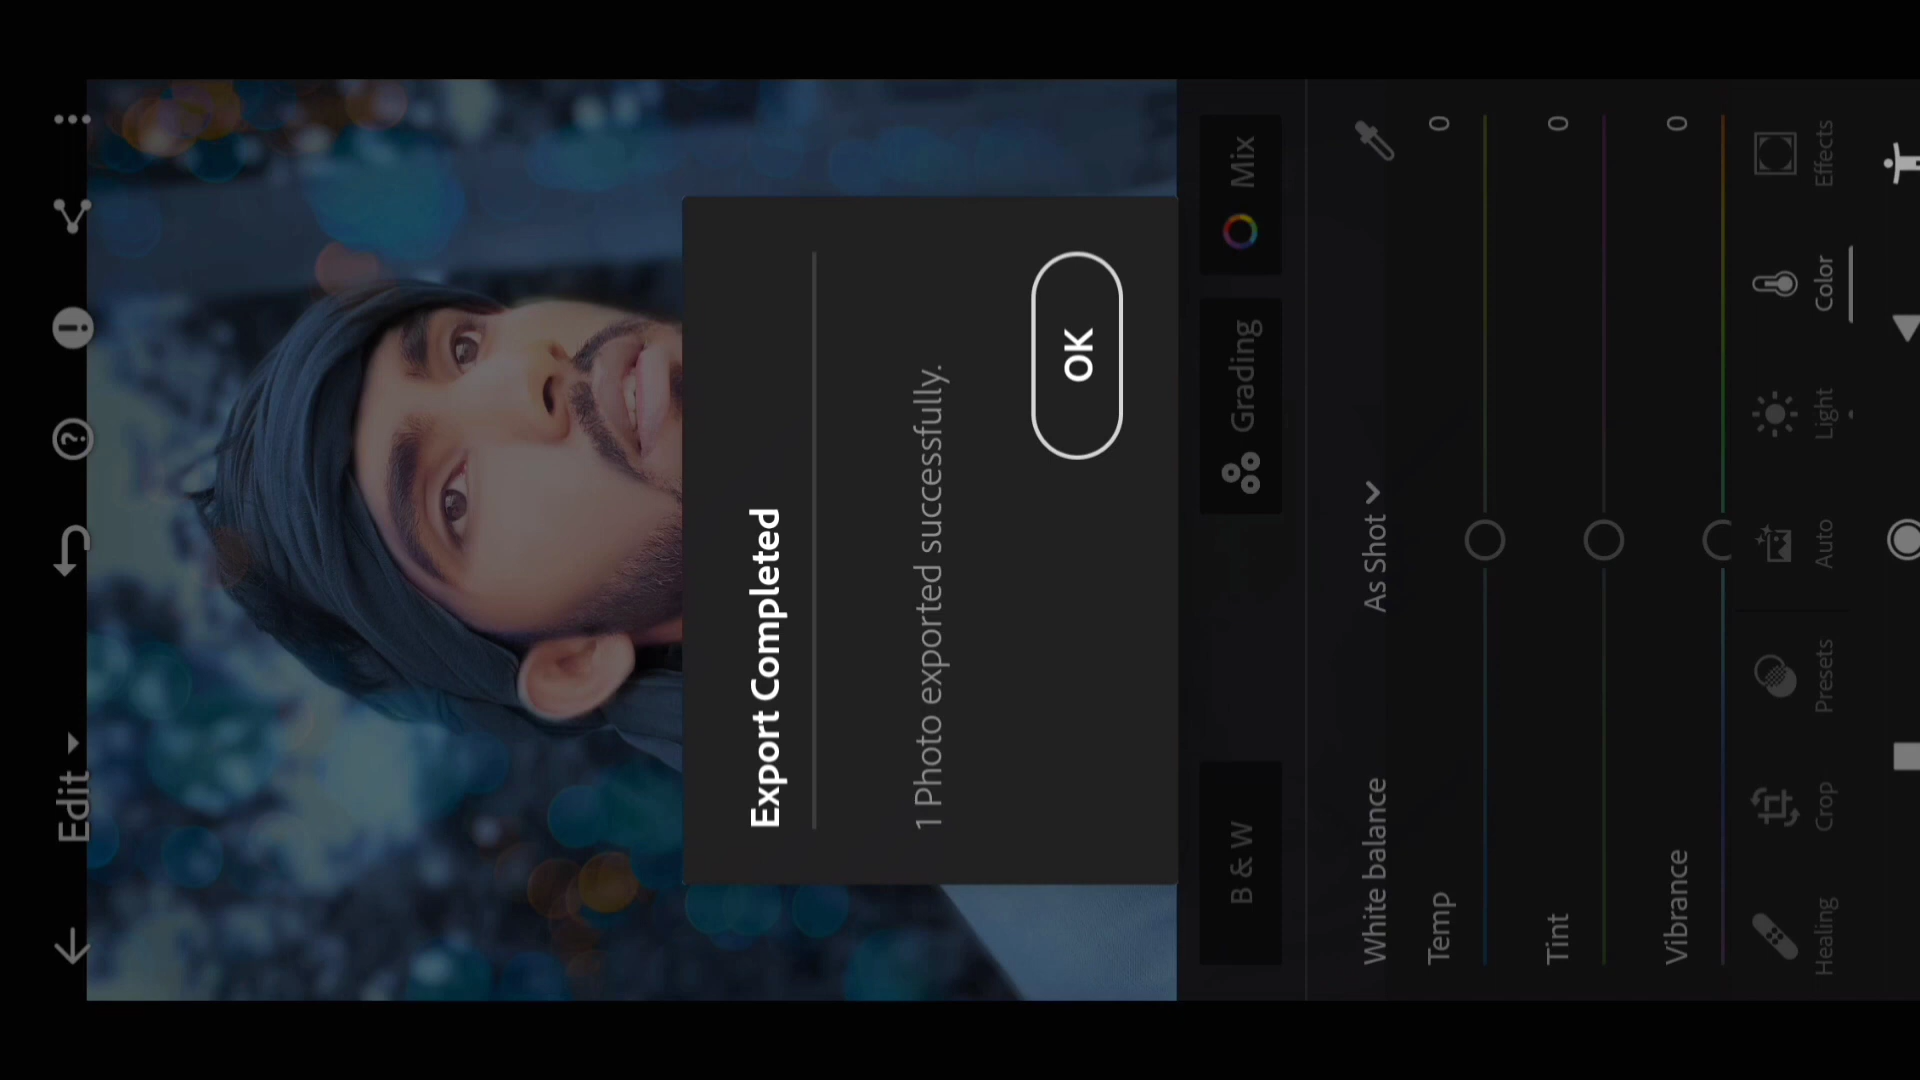 Edit
Export Completed
1 Photo exported successfully.
OK
B & W
Grading
Mix
White balance
As Shot
Temp
0
Tint
0
Vibrance
0
Healing
Crop
Presets
Auto
Light
Color
Effects